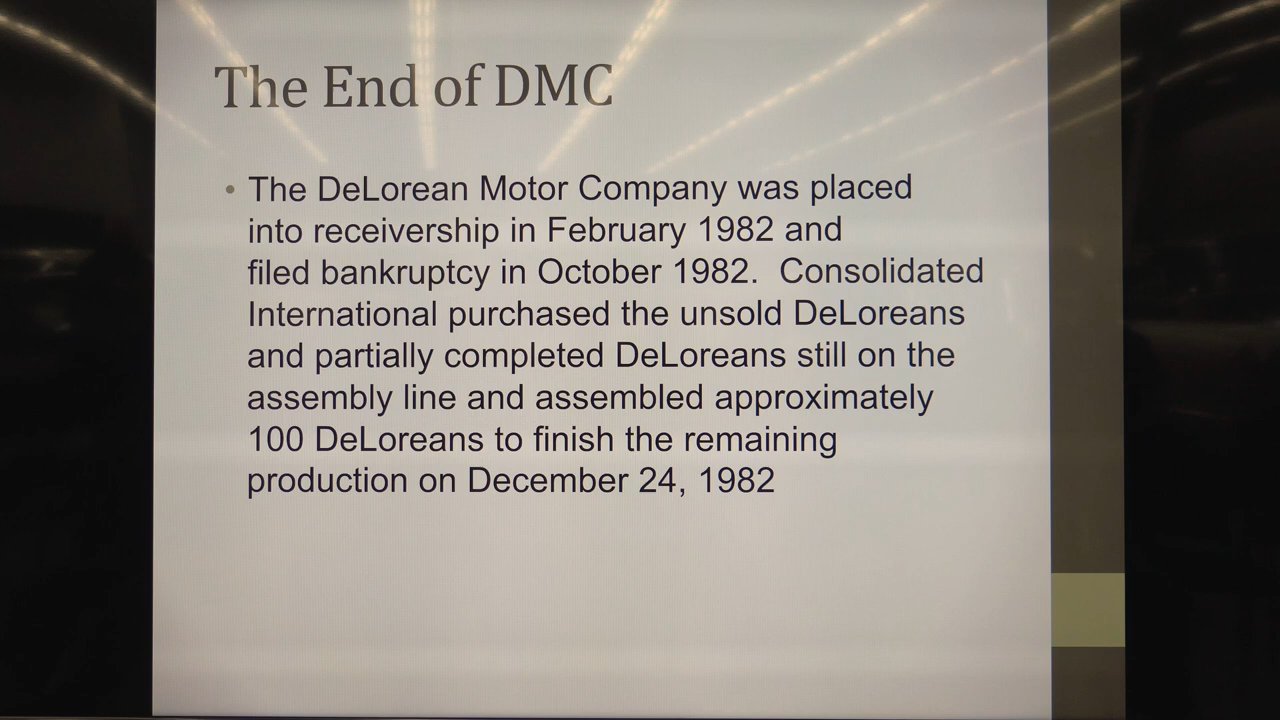 The End of DMC
• The DeLorean Motor Company was placed
into receivership in February 1982 and
filed bankruptcy in October 1982.  Consolidated
International purchased the unsold DeLoreans
and partially completed DeLoreans still on the
assembly line and assembled approximately
100 DeLoreans to finish the remaining
production on December 24, 1982